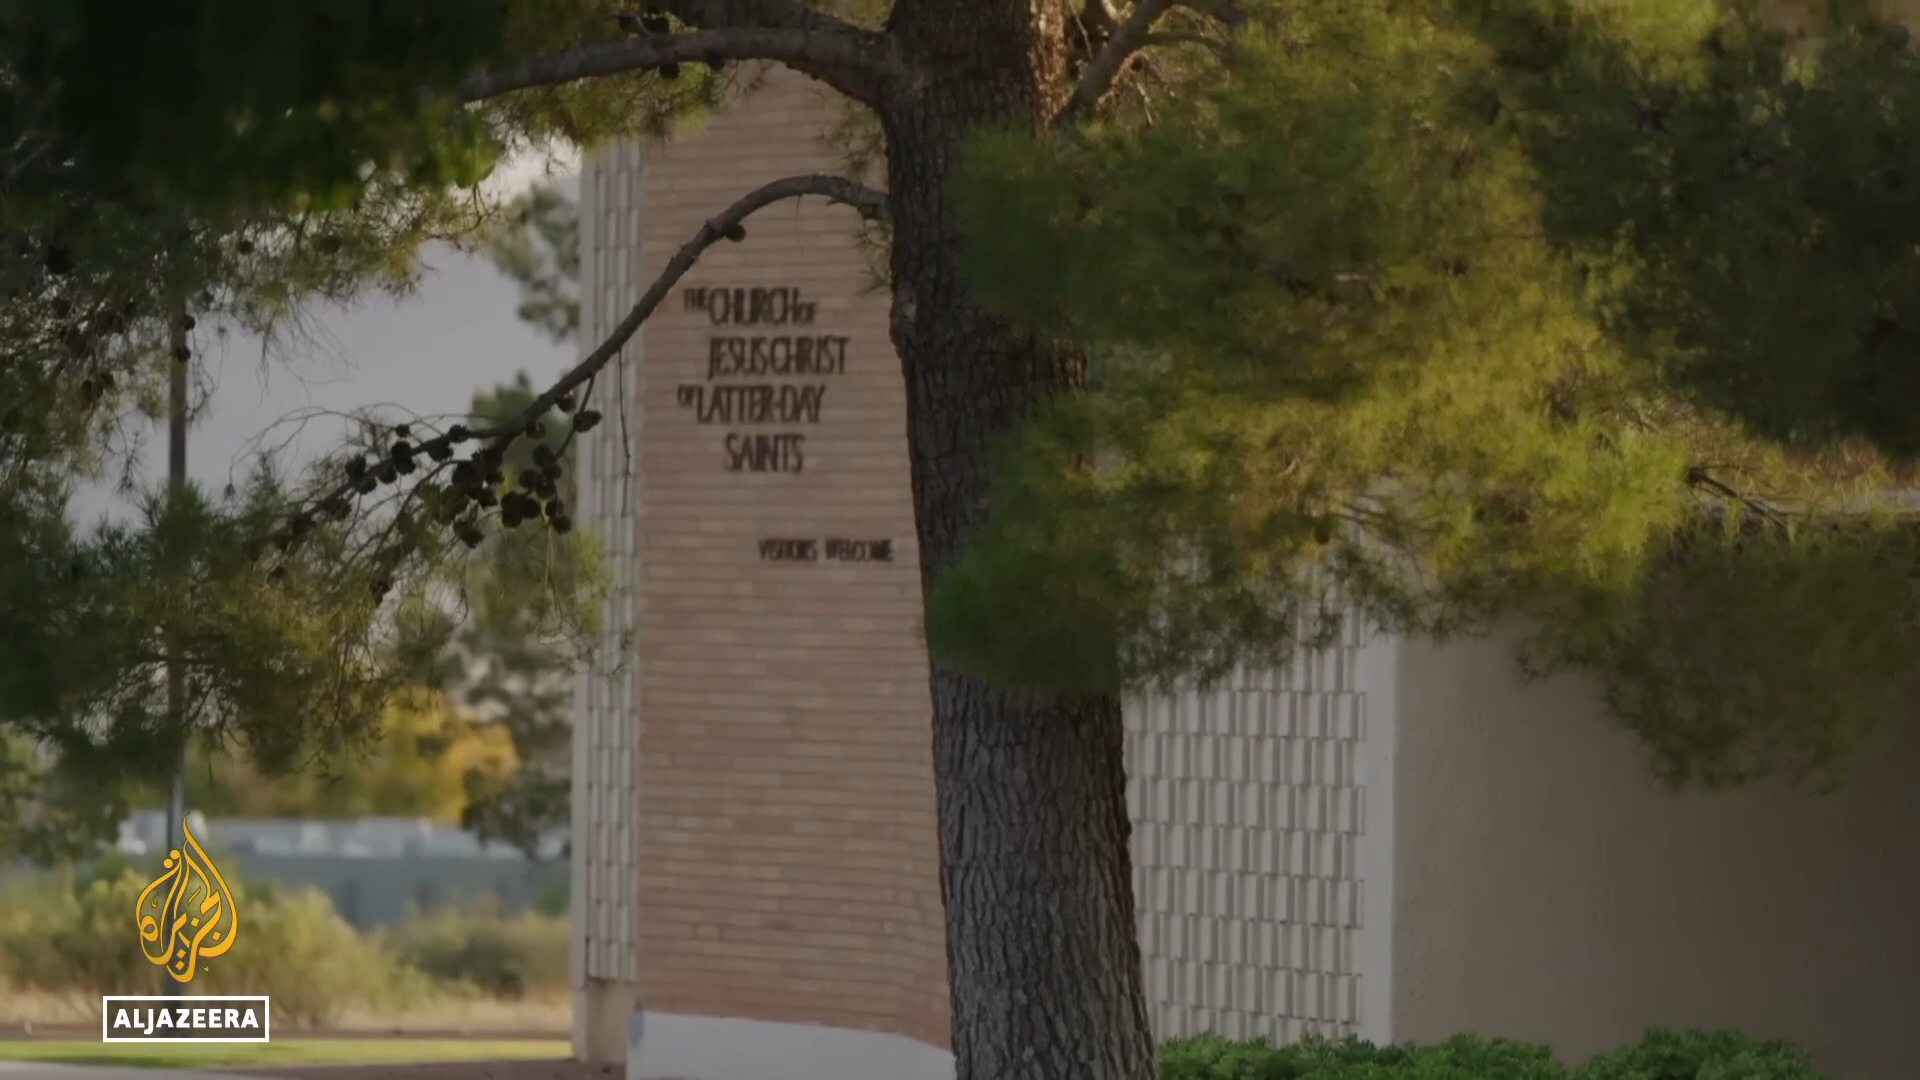 THE CHURCH OF
JESUS CHRIST
OF LATTER-DAY
SAINTS
VISITORS WELCOME
الجزيرة
ALJAZEERA